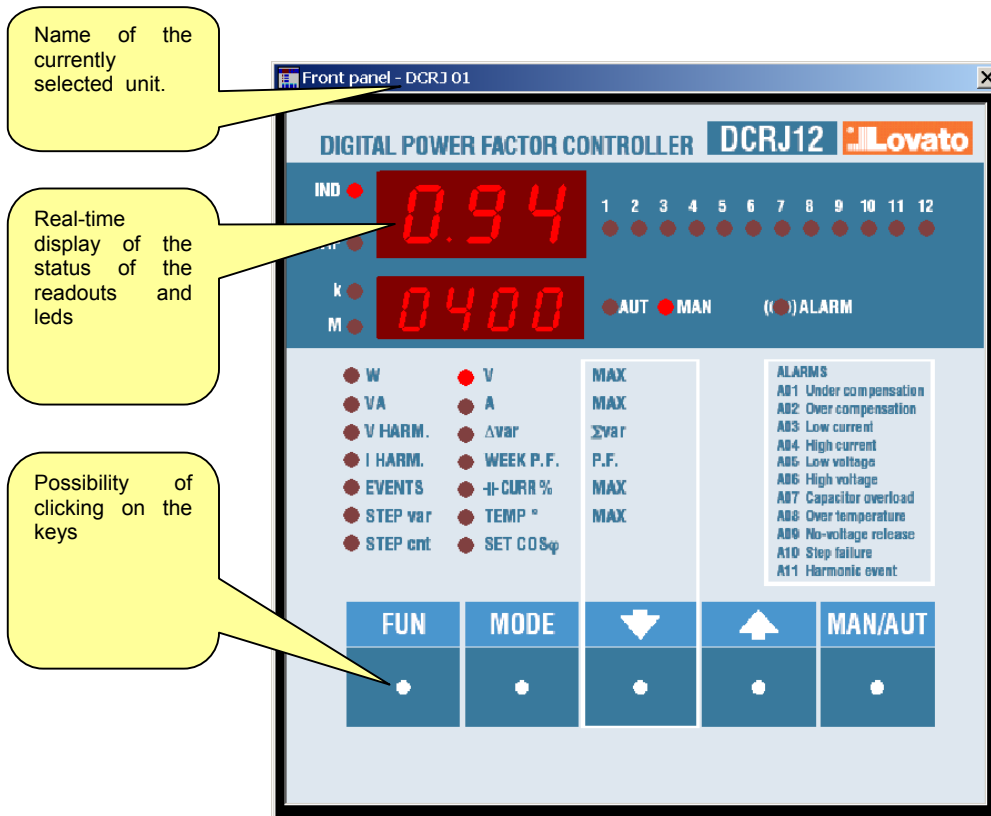 Name of the
currently
selected unit.
Front panel - DCRJ 01
DIGITAL POWER FACTOR CONTROLLER DCRJ12 Lovato
IND
0.94
1 2 3 4 5 6 7 8 9 10 11 12
Real-time
display of the
status of the
readouts and
leds
k
M
0400
AUT MAN ((●)) ALARM
W V MAX
VA A MAX
V HARM. Δvar Σvar
I HARM. WEEK P.F. P.F.
EVENTS CURR % MAX
STEP var TEMP ° MAX
STEP cnt SET COSφ
ALARMS
A01 Under compensation
A02 Over compensation
A03 Low current
A04 High current
A05 Low voltage
A06 High voltage
A07 Capacitor overload
A08 Over temperature
A09 No-voltage release
A10 Step failure
A11 Harmonic event
Possibility of
clicking on the
keys
FUN MODE MAN/AUT